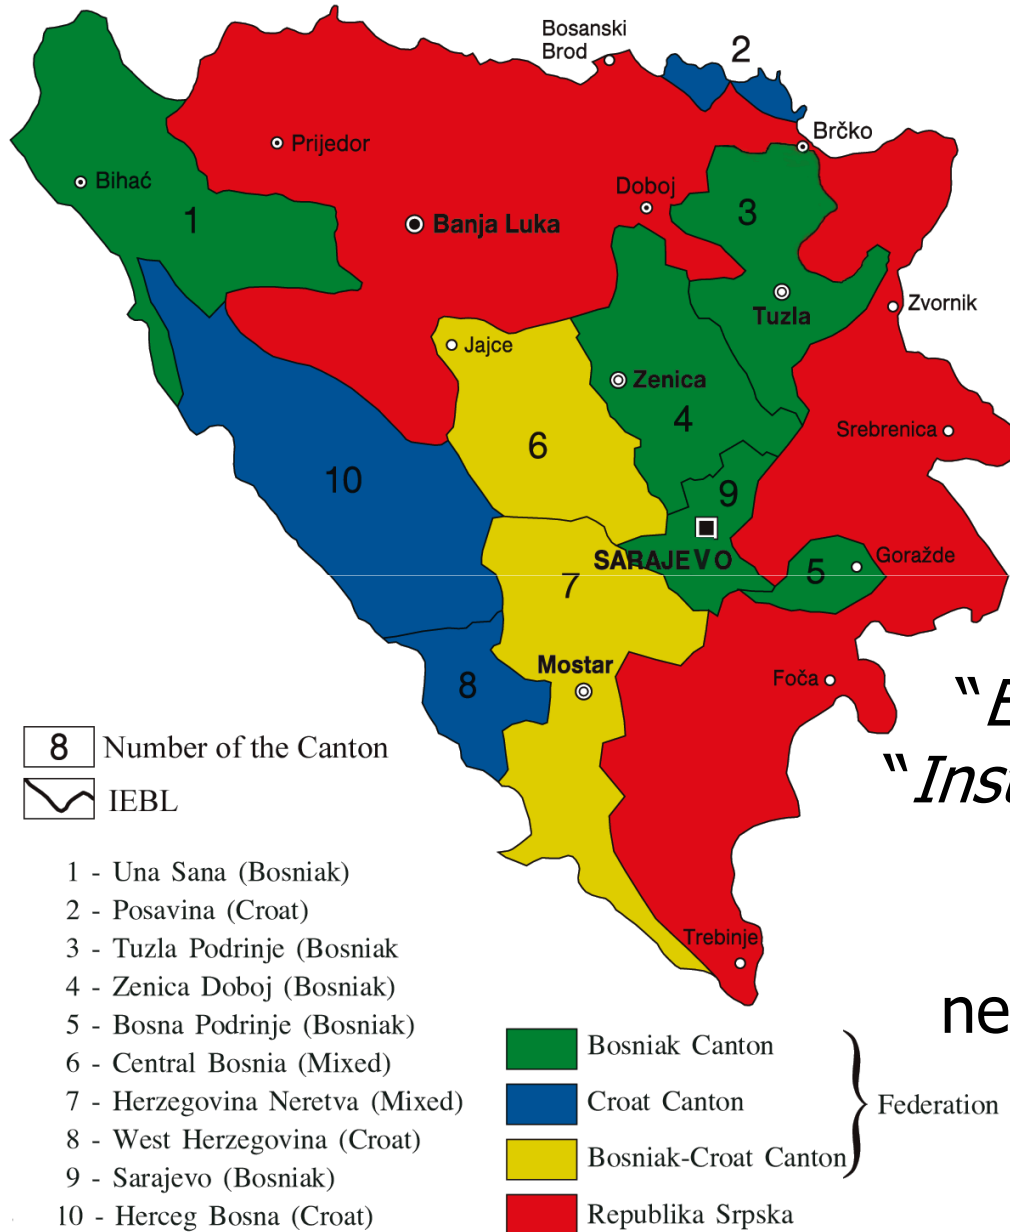 Bosanski
Brod
2
Brčko
Prijedor
Bihać
Doboj
1
3
Banja Luka
Zvornik
Tuzla
Jajce
Zenica
4
Srebrenica
6
10
9
SARAJEVO
Goražde
5
7
Mostar
Foča
8
"E
"Inst
8 Number of the Canton
IEBL
1 - Una Sana (Bosniak)
2 - Posavina (Croat)
3 - Tuzla Podrinje (Bosniak
4 - Zenica Doboj (Bosniak)
5 - Bosna Podrinje (Bosniak)
6 - Central Bosnia (Mixed)
7 - Herzegovina Neretva (Mixed)
8 - West Herzegovina (Croat)
9 - Sarajevo (Bosniak)
10 - Herceg Bosna (Croat)
Trebinje
ne
Bosniak Canton
Croat Canton
Federation
Bosniak-Croat Canton
Republika Srpska